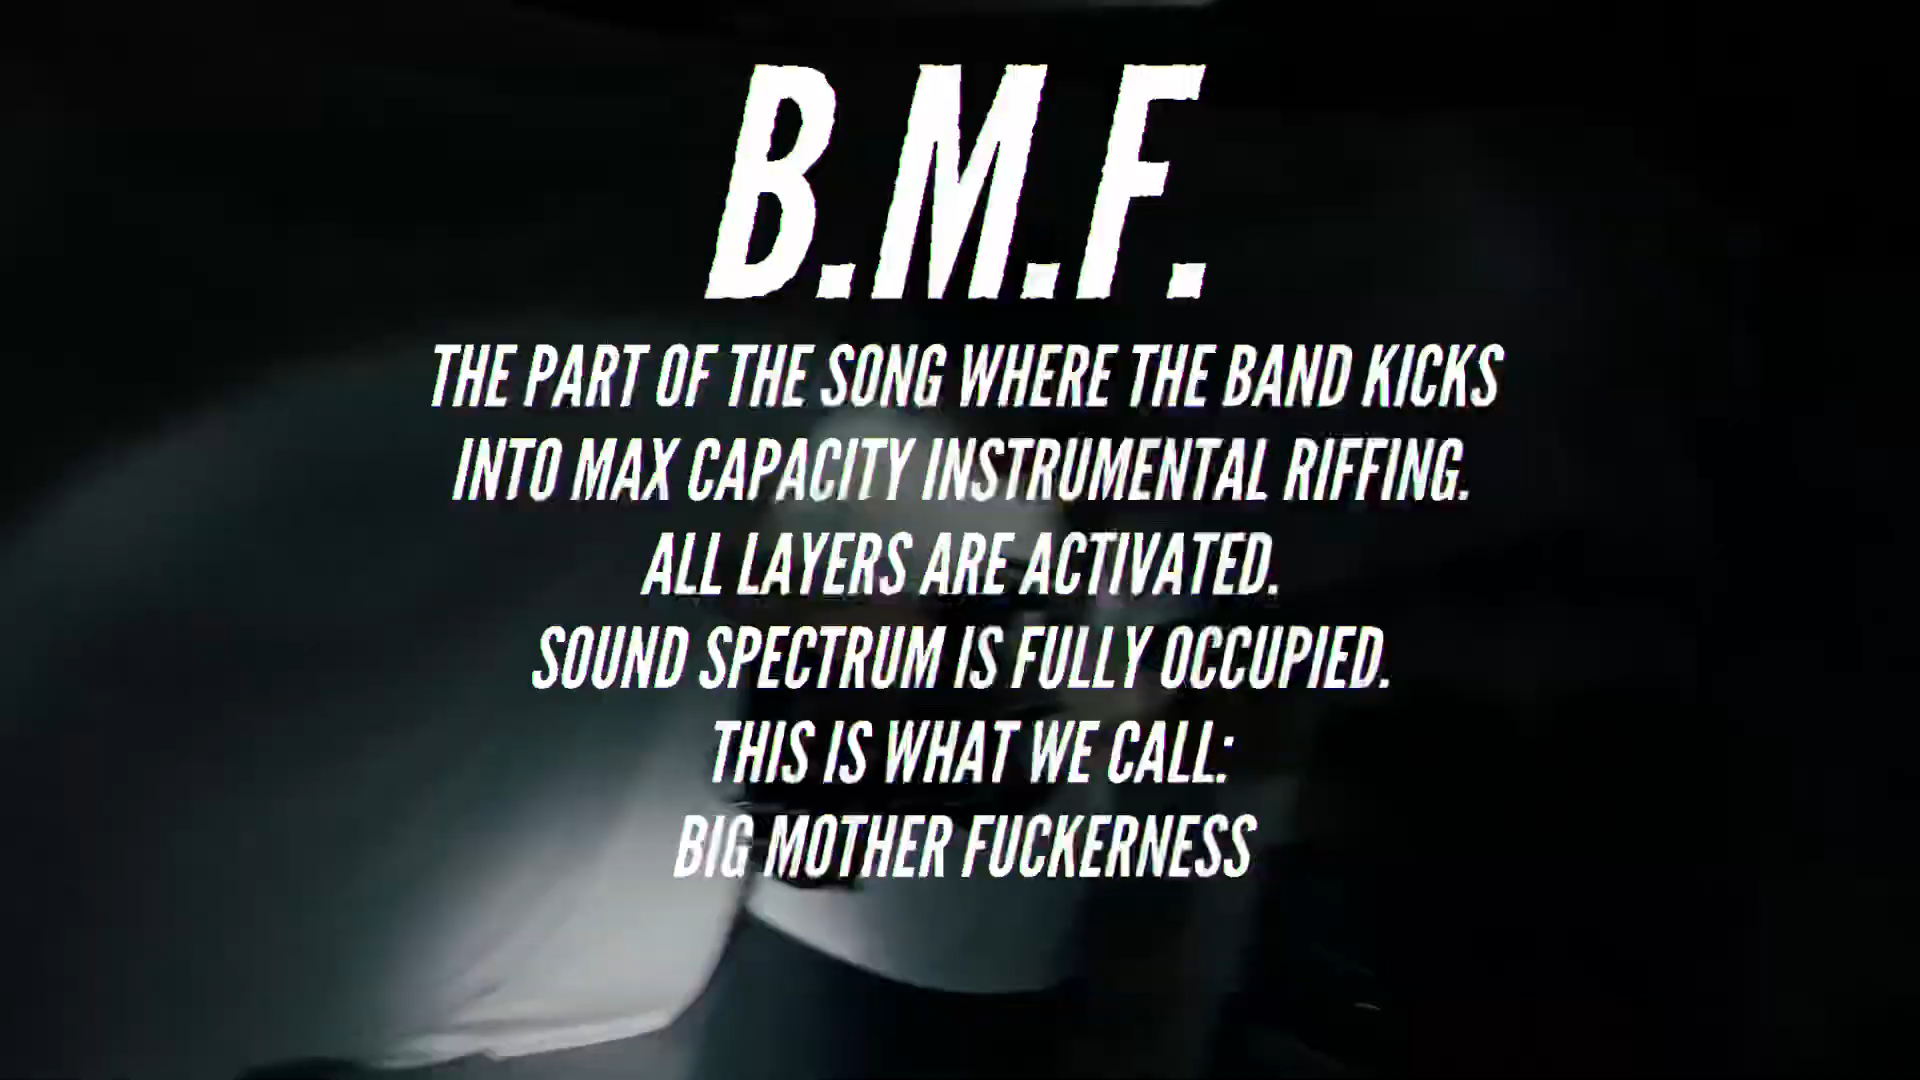 B.M.F.
THE PART OF THE SONG WHERE THE BAND KICKS
INTO MAX CAPACITY INSTRUMENTAL RIFFING.
ALL LAYERS ARE ACTIVATED.
SOUND SPECTRUM IS FULLY OCCUPIED.
THIS IS WHAT WE CALL:
BIG MOTHER FUCKERNESS